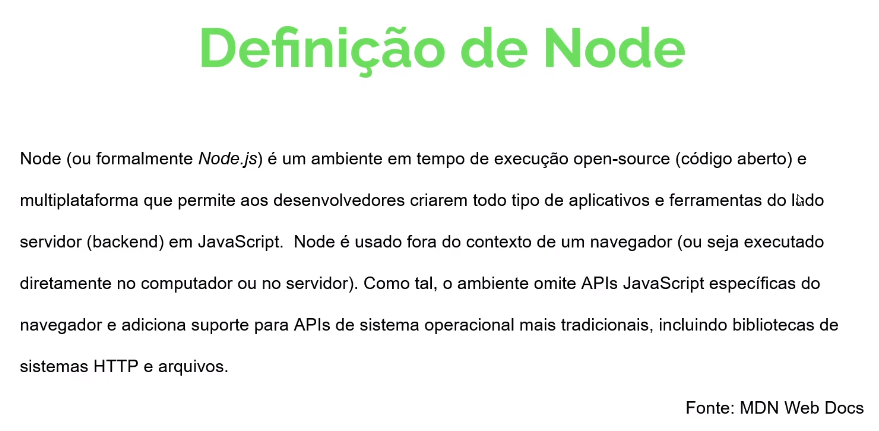 Definição de Node
Node (ou formalmente Node.js) é um ambiente em tempo de execução open-source (código aberto) e
multiplataforma que permite aos desenvolvedores criarem todo tipo de aplicativos e ferramentas do lado
servidor (backend) em JavaScript.  Node é usado fora do contexto de um navegador (ou seja executado
diretamente no computador ou no servidor). Como tal, o ambiente omite APIs JavaScript específicas do
navegador e adiciona suporte para APIs de sistema operacional mais tradicionais, incluindo bibliotecas de
sistemas HTTP e arquivos.
Fonte: MDN Web Docs